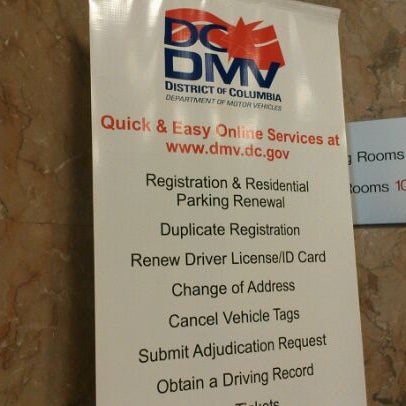 DC
DMV
DISTRICT OF COLUMBIA
DEPARTMENT OF MOTOR VEHICLES
Quick & Easy Online Services at
www.dmv.dc.gov
Registration & Residential
Parking Renewal
Duplicate Registration
Renew Driver License/ID Card
Change of Address
Cancel Vehicle Tags
Submit Adjudication Request
Obtain a Driving Record
Tickets
Rooms
Rooms 10